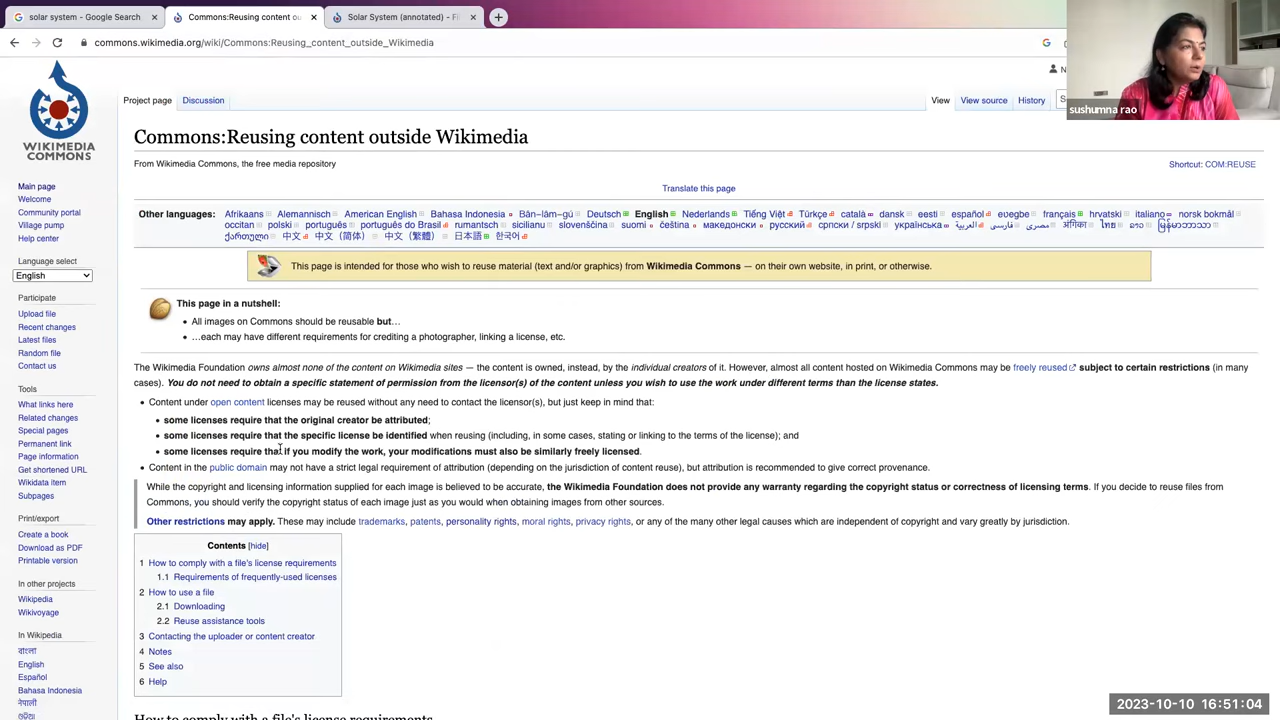 solar system - Google Search
Commons:Reusing content ou
Solar System (annotated) - Fi
commons.wikimedia.org/wiki/Commons:Reusing_content_outside_Wikimedia
sushumna rao
WIKIMEDIA
COMMONS
Project page Discussion
View View source History
Commons:Reusing content outside Wikimedia
From Wikimedia Commons, the free media repository
Shortcut: COM:REUSE
Translate this page
Other languages: Afrikaans Alemannisch American English Bahasa Indonesia Bân-lâm-gú Deutsch English Nederlands Tiếng Việt Türkçe català dansk eesti español eʋegbe français hrvatski italiano norsk bokmål
occitan polski português português do Brasil rumantsch sicilianu slovenščina suomi čeština македонски русский српски / srpski українська العربية فارسی مصرى अंगिका ไทย ລາວ မြန်မာဘာသာ
ქართული 中文 中文（简体） 中文（繁體） 日本語 한국어
This page is intended for those who wish to reuse material (text and/or graphics) from Wikimedia Commons — on their own website, in print, or otherwise.
This page in a nutshell:
• All images on Commons should be reusable but…
• …each may have different requirements for crediting a photographer, linking a license, etc.
The Wikimedia Foundation owns almost none of the content on Wikimedia sites — the content is owned, instead, by the individual creators of it. However, almost all content hosted on Wikimedia Commons may be freely reused subject to certain restrictions (in many
cases). You do not need to obtain a specific statement of permission from the licensor(s) of the content unless you wish to use the work under different terms than the license states.
• Content under open content licenses may be reused without any need to contact the licensor(s), but just keep in mind that:
• some licenses require that the original creator be attributed;
• some licenses require that the specific license be identified when reusing (including, in some cases, stating or linking to the terms of the license); and
• some licenses require that if you modify the work, your modifications must also be similarly freely licensed.
• Content in the public domain may not have a strict legal requirement of attribution (depending on the jurisdiction of content reuse), but attribution is recommended to give correct provenance.
While the copyright and licensing information supplied for each image is believed to be accurate, the Wikimedia Foundation does not provide any warranty regarding the copyright status or correctness of licensing terms. If you decide to reuse files from
Commons, you should verify the copyright status of each image just as you would when obtaining images from other sources.
Other restrictions may apply. These may include trademarks, patents, personality rights, moral rights, privacy rights, or any of the many other legal causes which are independent of copyright and vary greatly by jurisdiction.
Contents [hide]
1 How to comply with a file's license requirements
1.1 Requirements of frequently-used licenses
2 How to use a file
2.1 Downloading
2.2 Reuse assistance tools
3 Contacting the uploader or content creator
4 Notes
5 See also
6 Help
How to comply with a file's license requirements
Main page
Welcome
Community portal
Village pump
Help center
Language select
English
Participate
Upload file
Recent changes
Latest files
Random file
Contact us
Tools
What links here
Related changes
Special pages
Permanent link
Page information
Get shortened URL
Wikidata item
Subpages
Print/export
Create a book
Download as PDF
Printable version
In other projects
Wikipedia
Wikivoyage
In Wikipedia
বাংলা
English
Español
Bahasa Indonesia
नेपाली
2023-10-10 16:51:04